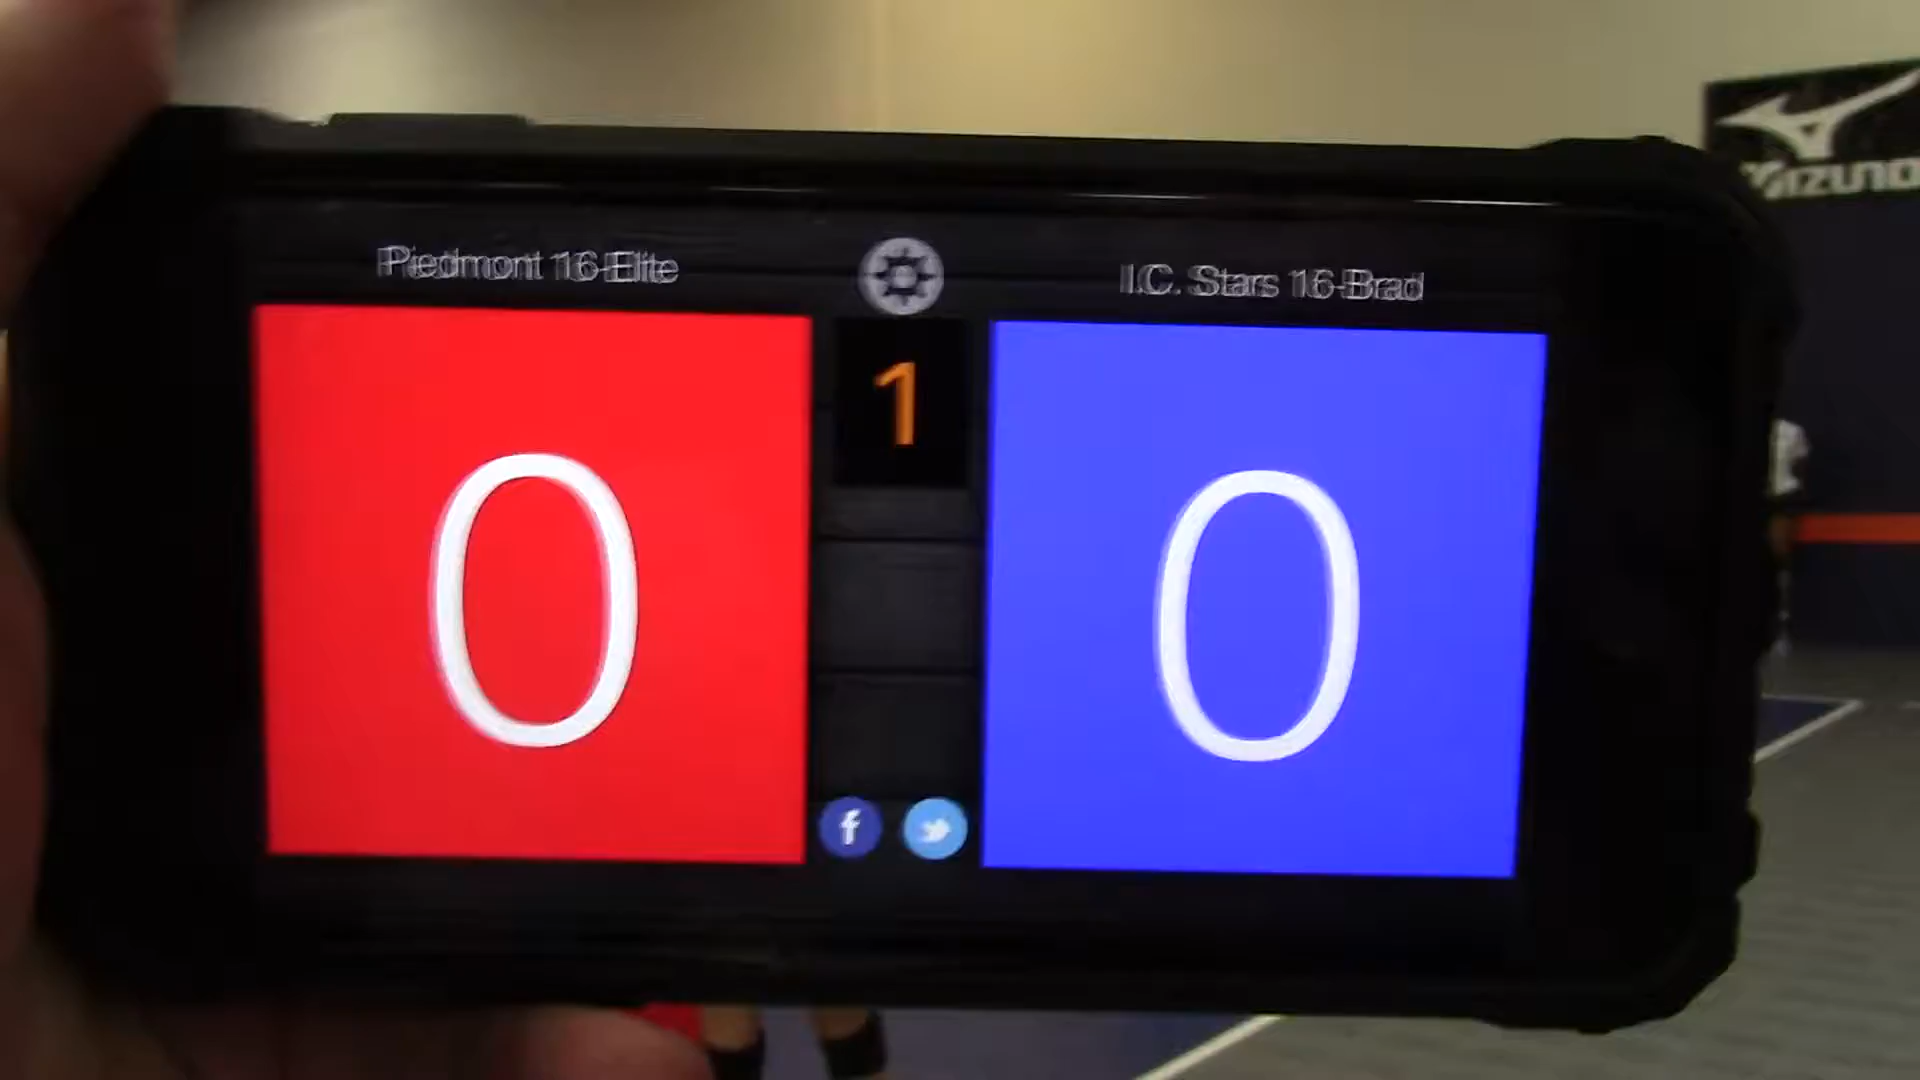 MIZUNO
Piedmont 16-Elite
I.C. Stars 16-Brad
1
0
0
f